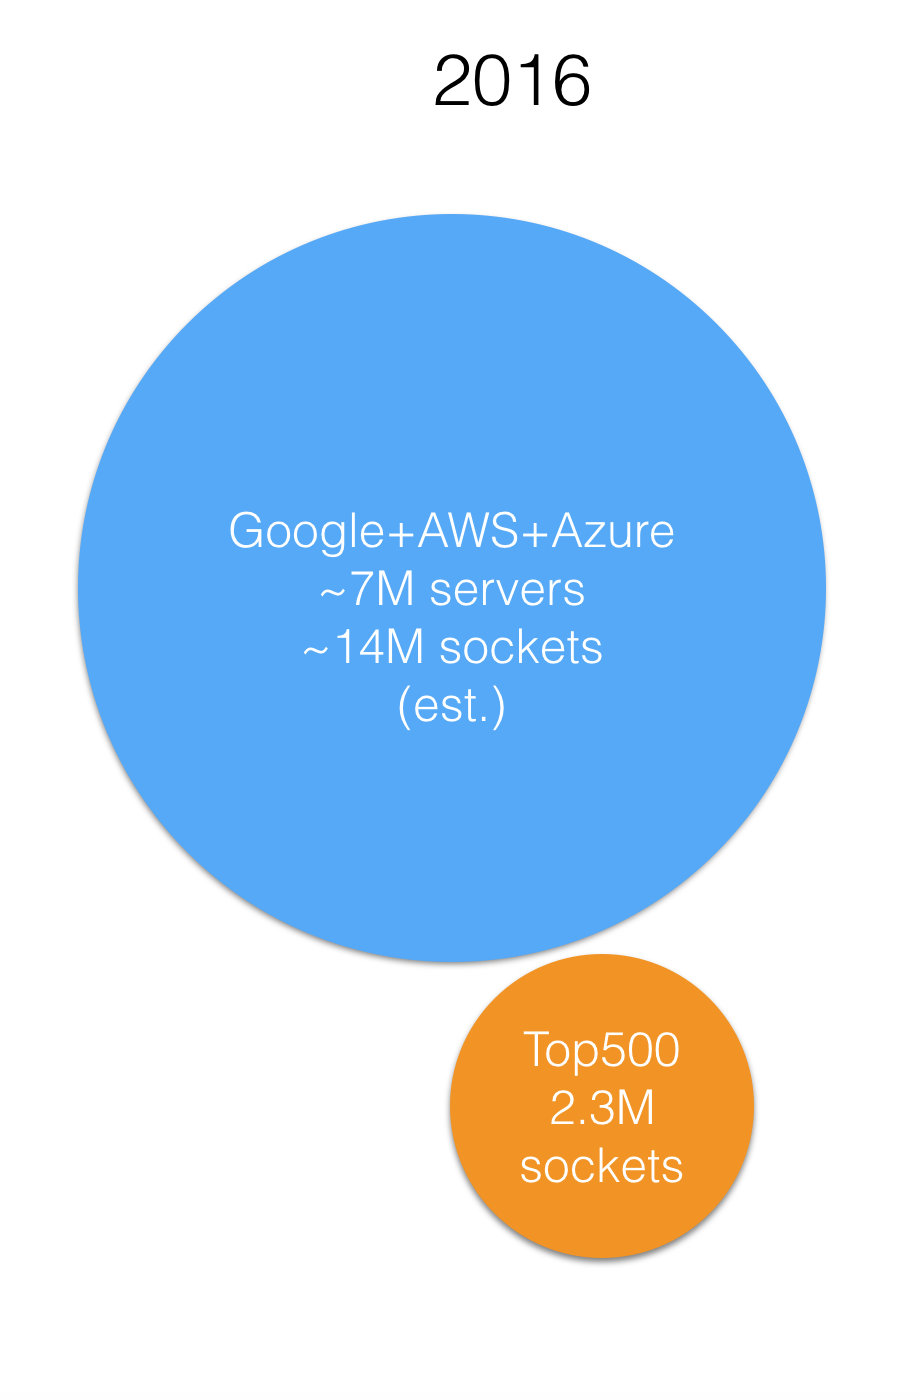 2016
Google+AWS+Azure
~7M servers
~14M sockets
(est.)
Top500
2.3M
sockets